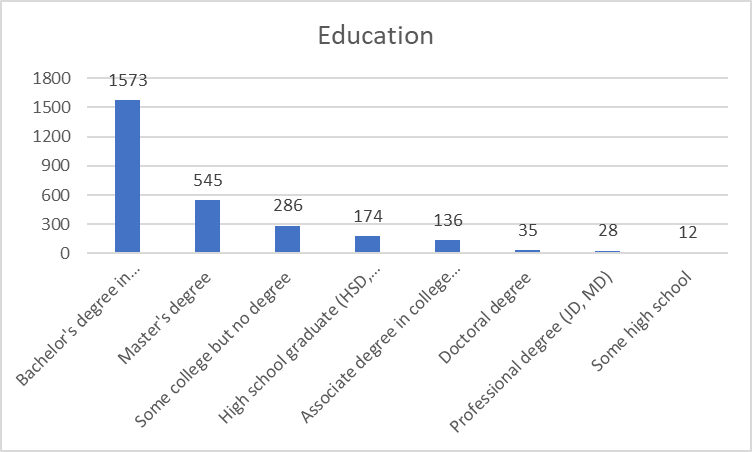 Education
1800
1500
1200
900
600
300
0
1573
545
286
174
136
35
28
12
Bachelor's degree in...
Master's degree
Some college but no degree
High school graduate (HSD,...
Associate degree in college...
Doctoral degree
Professional degree (JD, MD)
Some high school